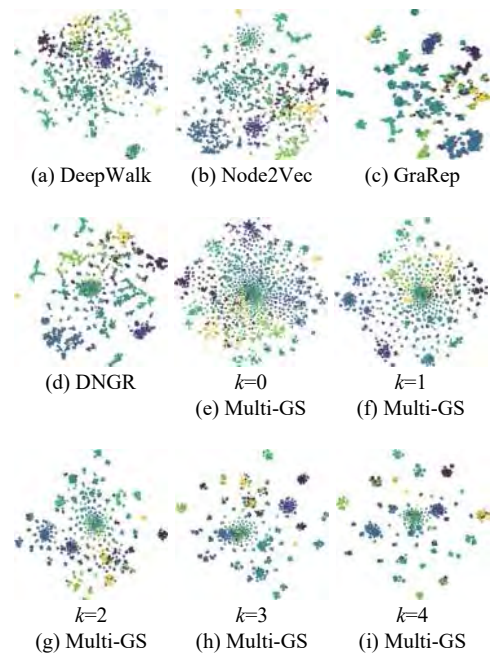 (a) DeepWalk (b) Node2Vec (c) GraRep
(d) DNGR k=0 k=1
(e) Multi-GS (f) Multi-GS
k=2 k=3 k=4
(g) Multi-GS (h) Multi-GS (i) Multi-GS